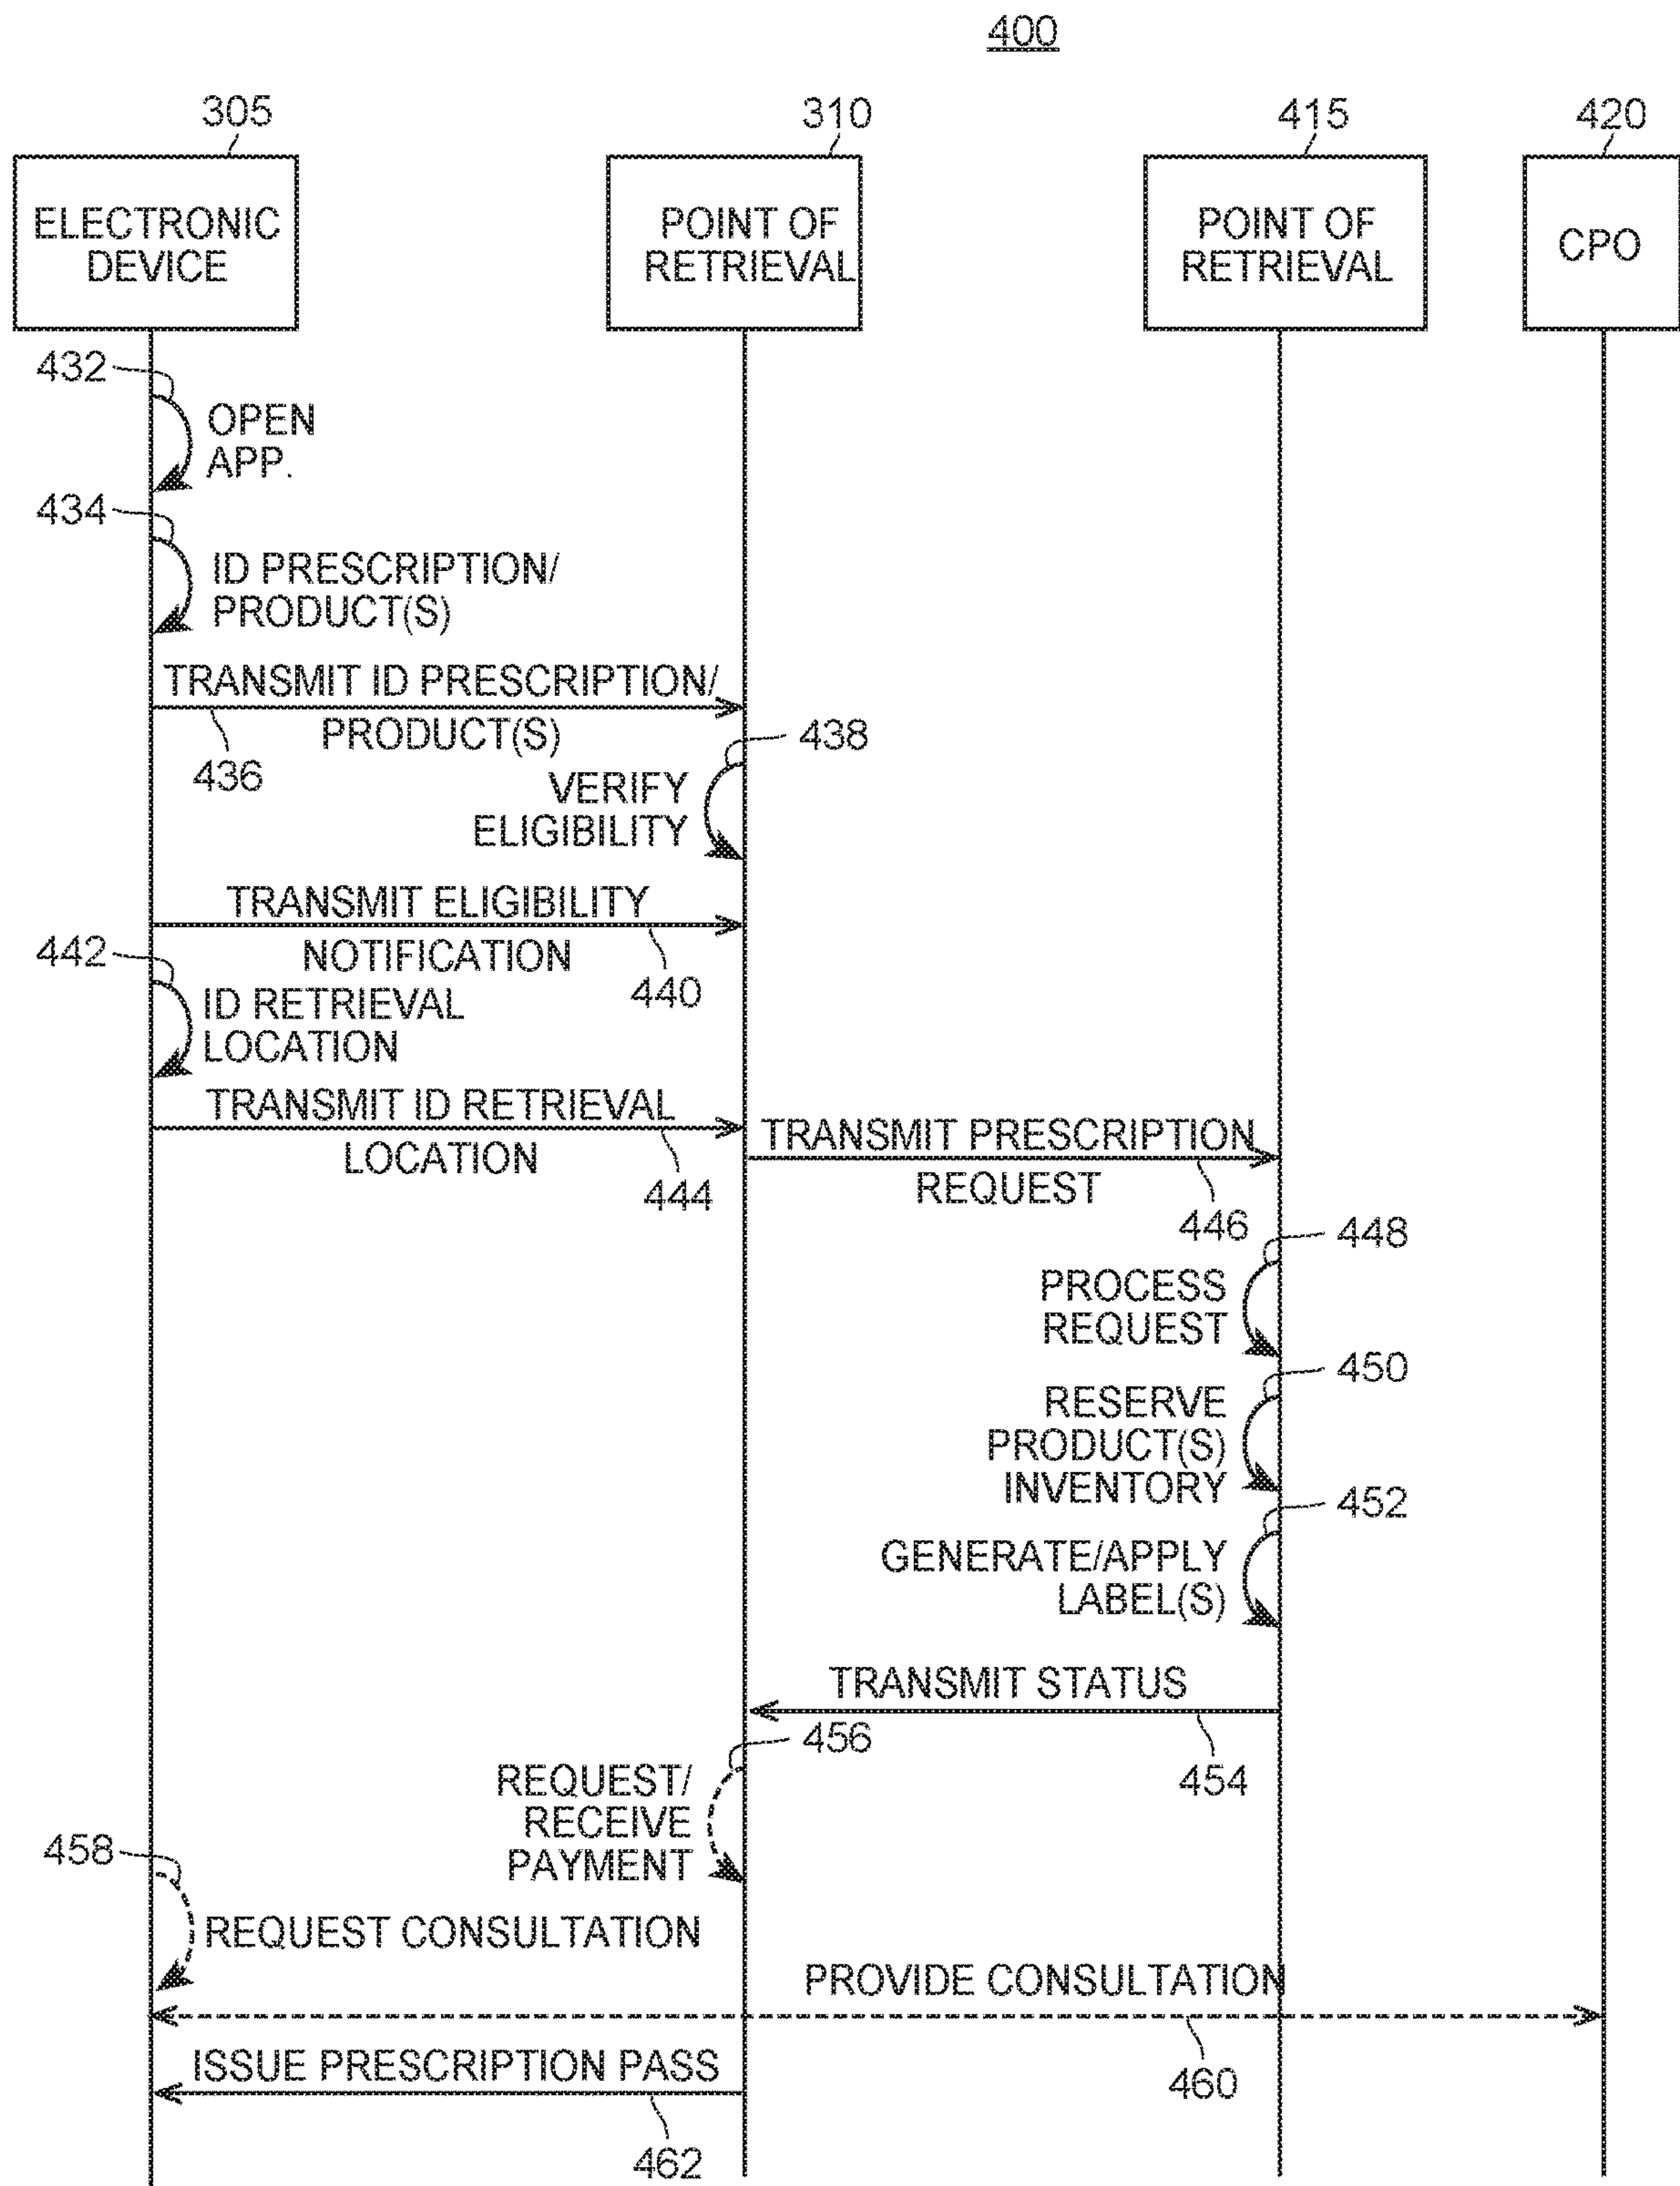 400
305
310
415
420
ELECTRONIC
DEVICE
POINT OF
RETRIEVAL
POINT OF
RETRIEVAL
CPO
432
OPEN
APP.
434
ID PRESCRIPTION/
PRODUCT(S)
TRANSMIT ID PRESCRIPTION/
PRODUCT(S)
436
438
VERIFY
ELIGIBILITY
TRANSMIT ELIGIBILITY
NOTIFICATION
440
442
ID RETRIEVAL
LOCATION
TRANSMIT ID RETRIEVAL
LOCATION
444
TRANSMIT PRESCRIPTION
REQUEST
446
448
PROCESS
REQUEST
450
RESERVE
PRODUCT(S)
INVENTORY
452
GENERATE/APPLY
LABEL(S)
TRANSMIT STATUS
454
456
REQUEST/
RECEIVE
PAYMENT
458
REQUEST CONSULTATION
PROVIDE CONSULTATION
460
ISSUE PRESCRIPTION PASS
462